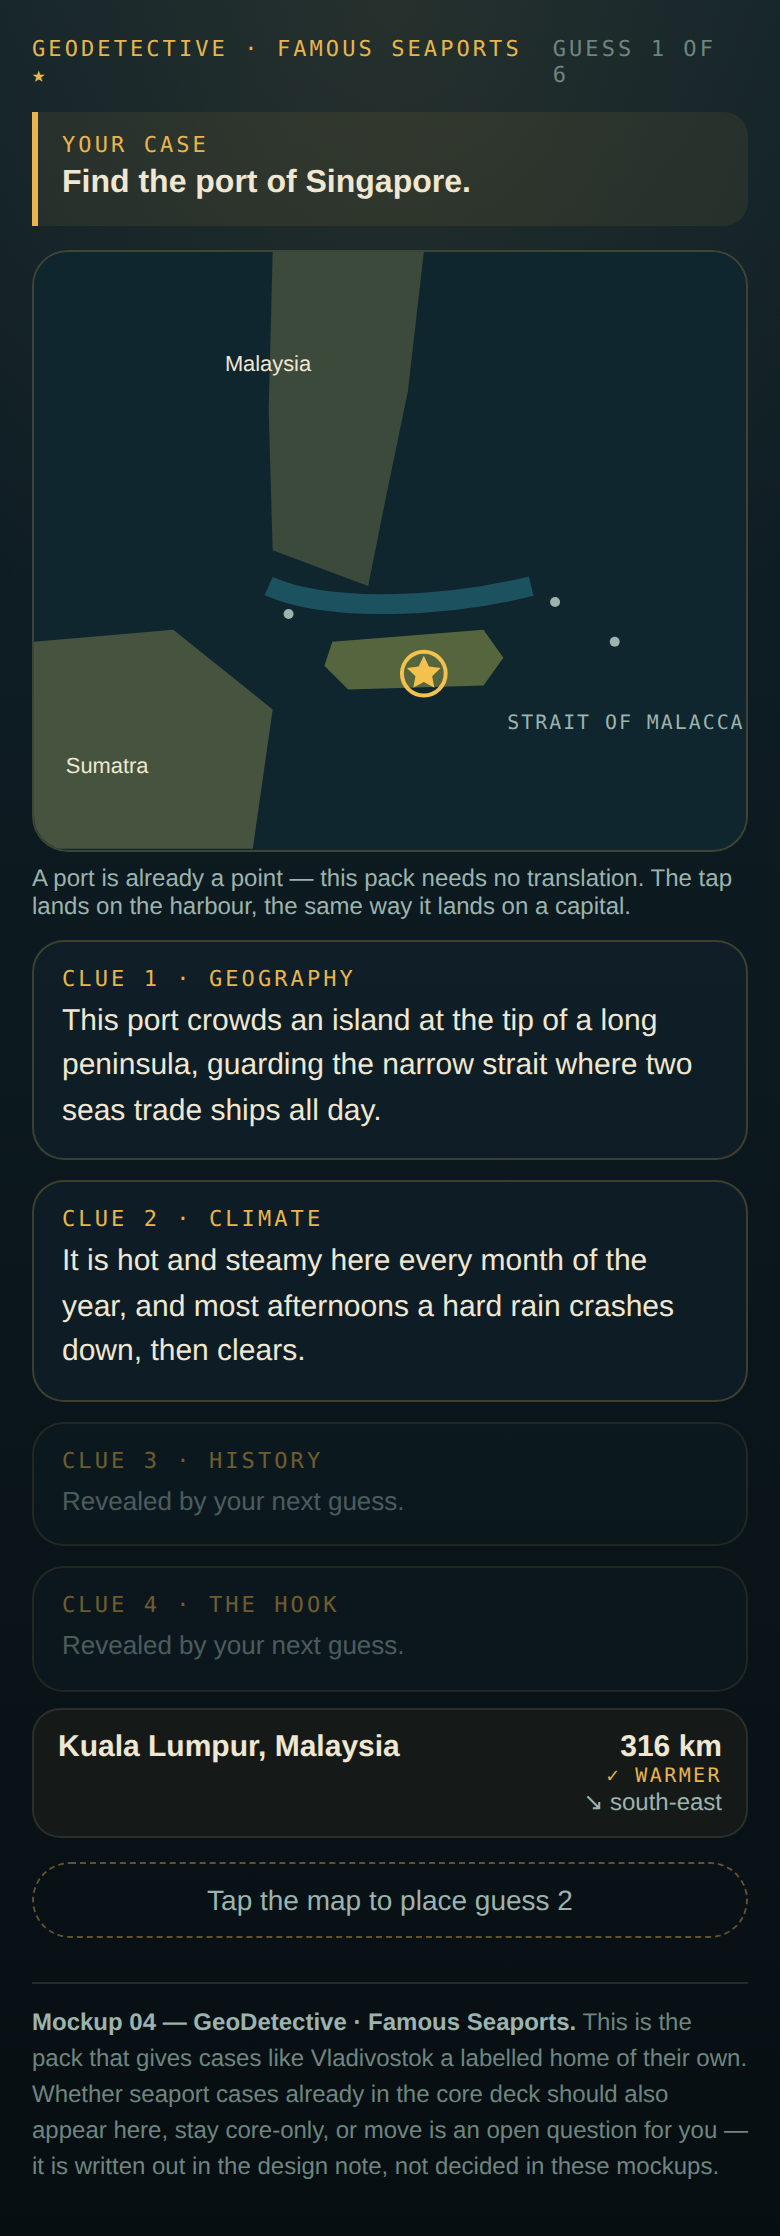 GEODETECTIVE · FAMOUS SEAPORTS ★
GUESS 1 OF 6
YOUR CASE
Find the port of Singapore.
Malaysia
STRAIT OF MALACCA
Sumatra
A port is already a point — this pack needs no translation. The tap
lands on the harbour, the same way it lands on a capital.
CLUE 1 · GEOGRAPHY
This port crowds an island at the tip of a long
peninsula, guarding the narrow strait where two
seas trade ships all day.
CLUE 2 · CLIMATE
It is hot and steamy here every month of the
year, and most afternoons a hard rain crashes
down, then clears.
CLUE 3 · HISTORY
Revealed by your next guess.
CLUE 4 · THE HOOK
Revealed by your next guess.
Kuala Lumpur, Malaysia
316 km
✓ WARMER
↘ south-east
Tap the map to place guess 2
Mockup 04 — GeoDetective · Famous Seaports. This is the
pack that gives cases like Vladivostok a labelled home of their own.
Whether seaport cases already in the core deck should also
appear here, stay core-only, or move is an open question for you —
it is written out in the design note, not decided in these mockups.